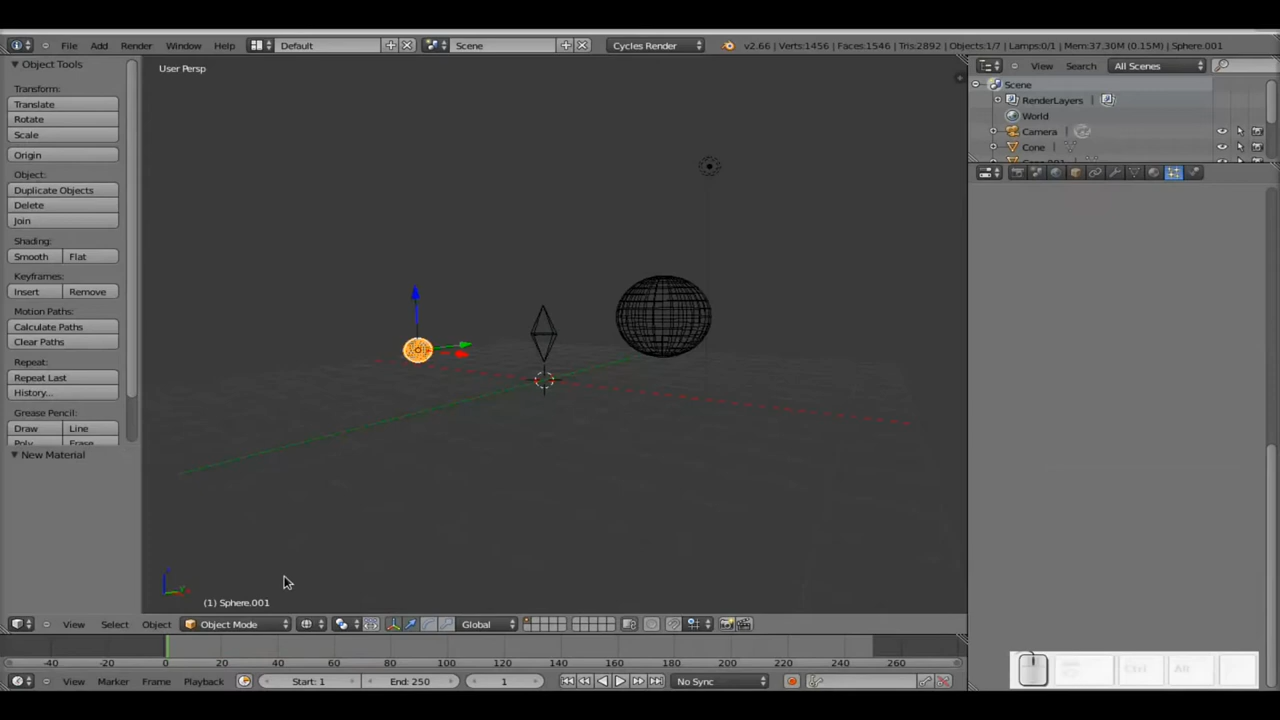 File Add Render Window Help Default Scene Cycles Render v2.66 | Verts:1456 | Faces:1546 | Tris:2892 | Objects:1/7 | Lamps:0/1 | Mem:37.30M (0.15M) | Sphere.001
Object Tools
Transform:
Translate
Rotate
Scale
Origin
Object:
Duplicate Objects
Delete
Join
Shading:
Smooth Flat
Keyframes:
Insert Remove
Motion Paths:
Calculate Paths
Clear Paths
Repeat:
Repeat Last
History...
Grease Pencil:
Draw Line
Poly Erase
New Material
User Persp
(1) Sphere.001
View Search All Scenes
Scene
RenderLayers
World
Camera
Cone
View Select Object Object Mode Global
-40 -20 0 20 40 60 80 100 120 140 160 180 200 220 240 260
View Marker Frame Playback Start: 1 End: 250 1 No Sync
Ctrl Alt